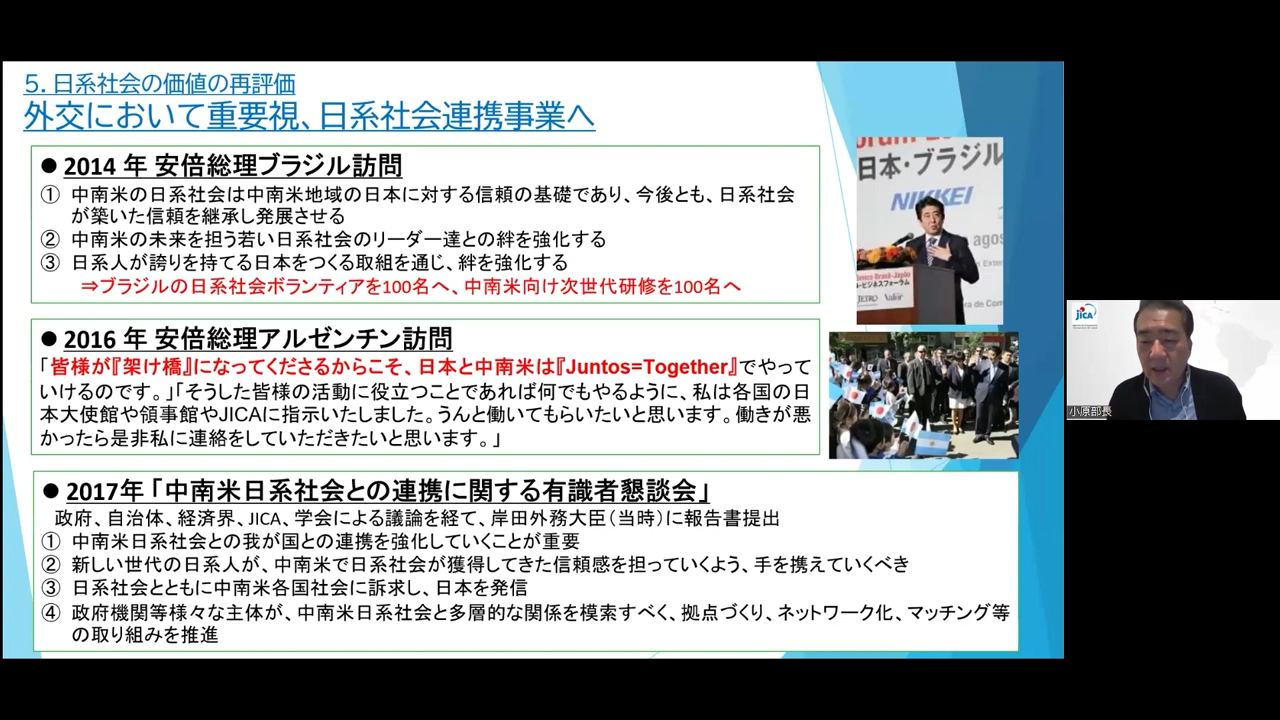 5．日系社会の価値の再評価
外交において重要視、日系社会連携事業へ
● 2014 年 安倍総理ブラジル訪問
① 中南米の日系社会は中南米地域の日本に対する信頼の基礎であり、今後とも、日系社会
が築いた信頼を継承し発展させる
② 中南米の未来を担う若い日系社会のリーダー達との絆を強化する
③ 日系人が誇りを持てる日本をつくる取組を通じ、絆を強化する
⇒ブラジルの日系社会ボランティアを100名へ、中南米向け次世代研修を100名へ
● 2016 年 安倍総理アルゼンチン訪問
「皆様が『架け橋』になってくださるからこそ、日本と中南米は『Juntos=Together』でやって
いけるのです。」「そうした皆様の活動に役立つことであれば何でもやるように、私は各国の日
本大使館や領事館やJICAに指示いたしました。うんと働いてもらいたいと思います。働きが悪
かったら是非私に連絡をしていただきたいと思います。」
● 2017年「中南米日系社会との連携に関する有識者懇談会」
政府、自治体、経済界、JICA、学会による議論を経て、岸田外務大臣（当時）に報告書提出
① 中南米日系社会との我が国との連携を強化していくことが重要
② 新しい世代の日系人が、中南米で日系社会が獲得してきた信頼感を担っていくよう、手を携えていくべき
③ 日系社会とともに中南米各国社会に訴求し、日本を発信
④ 政府機関等様々な主体が、中南米日系社会と多層的な関係を模索すべく、拠点づくり、ネットワーク化、マッチング等
の取り組みを推進
日本・ブラジル
NIKKEI
agos
JETRO Valor
JICA
小原部長